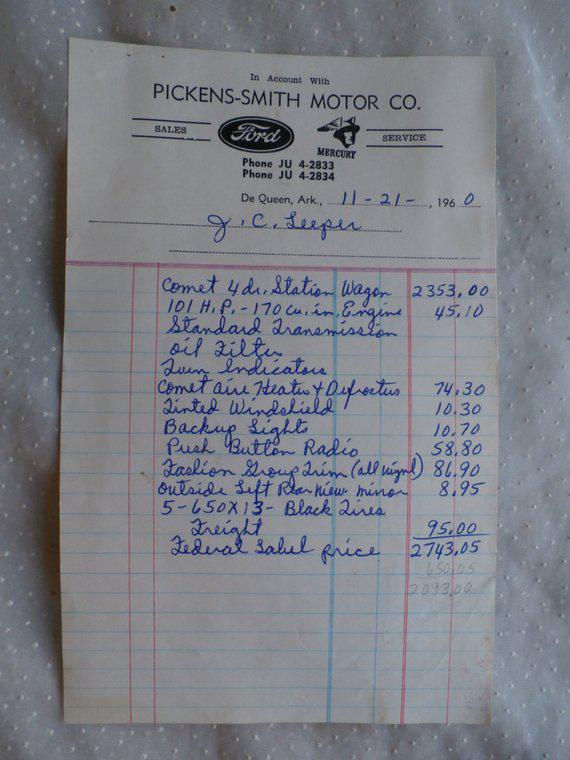 In Account With
PICKENS-SMITH MOTOR CO.
SALES Ford MERCURY SERVICE
Phone JU 4-2833
Phone JU 4-2834
De Queen, Ark., 11-21-, 1960
J. C. Leeper
Comet 4 dr. Station Wagon 2353.00
101 H.P. - 170 cu. in. Engine 45.10
Standard Transmission
oil Filter
Turn Indicators
Comet Aire Heater & Defroster 74.30
Tinted Windshield 10.30
Backup Lights 10.70
Push Button Radio 58.80
Fashion Group Trim (all vinyl) 86.90
Outside Left Rear View mirror 8.95
5-650X13- Black Tires
Freight 95.00
Federal Label price 2743.05
650.05
2093.00